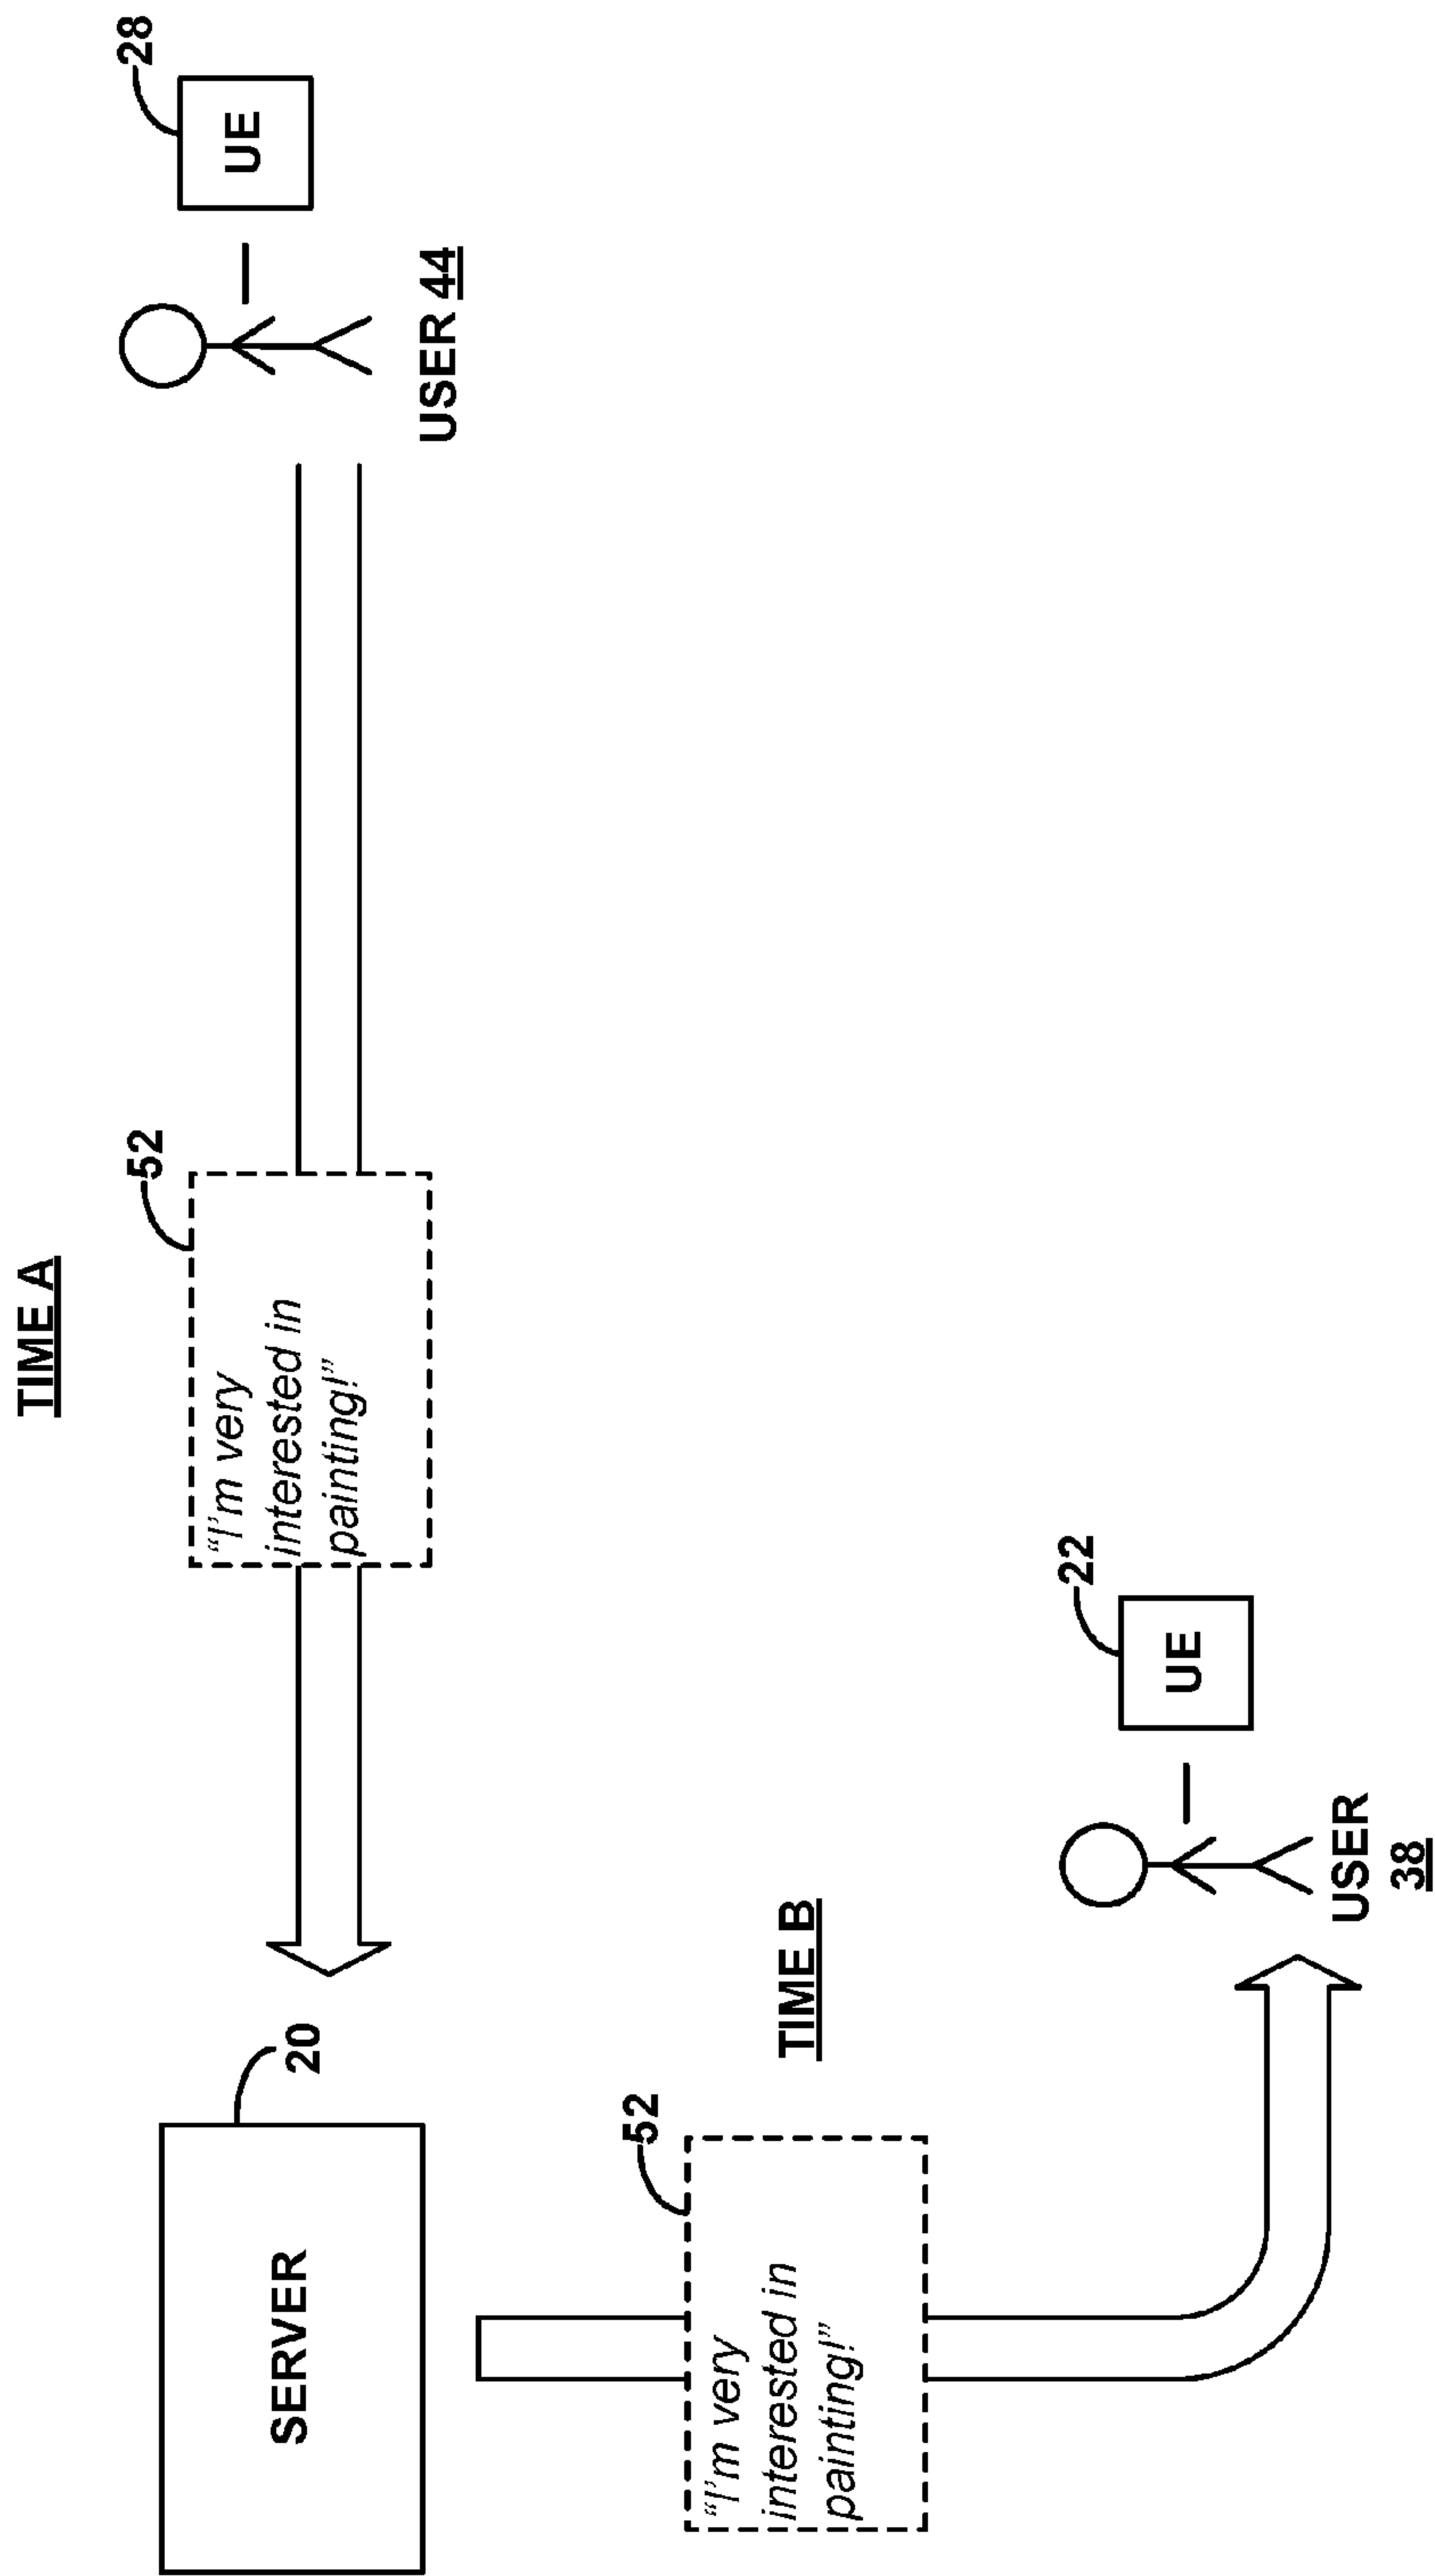 TIME A
28
UE
USER 44
52
"I'm very
interested in
painting!"
20
SERVER
TIME B
52
"I'm very
interested in
painting!"
22
UE
USER
38